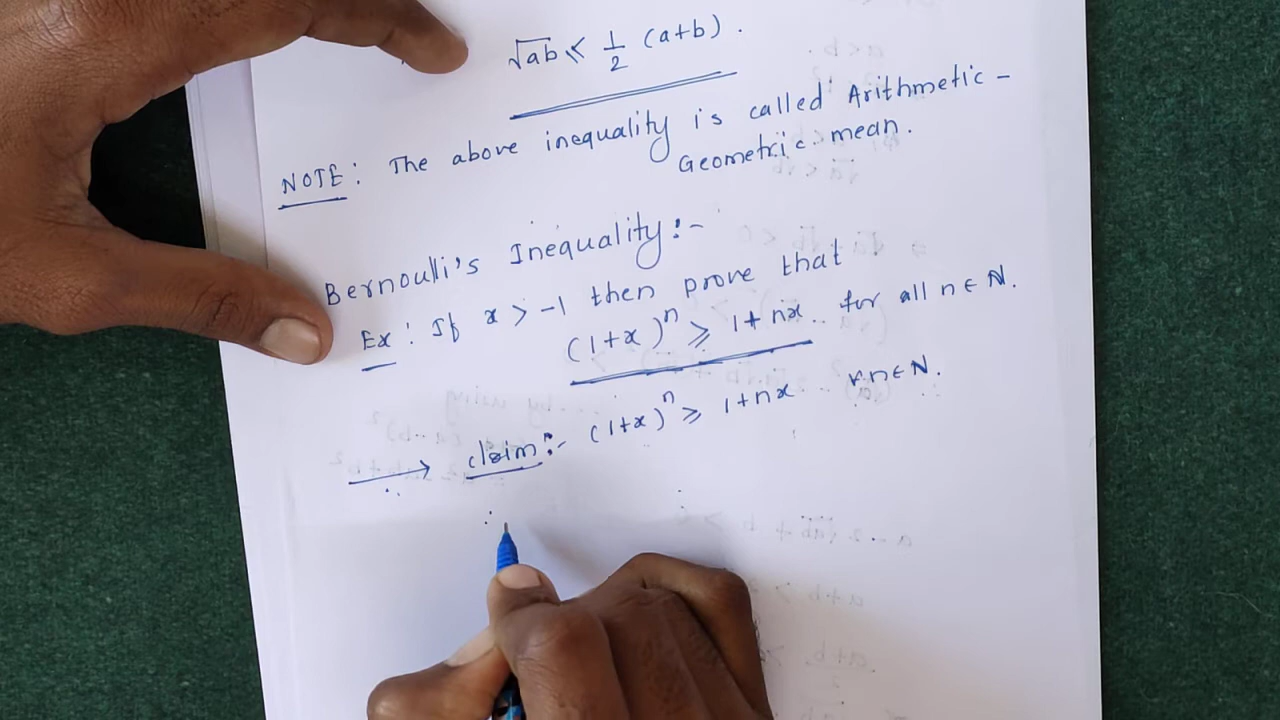 √ab ⩽ 1/2 (a+b).
NOTE: The above inequality is called Arithmetic -
Geometric mean.
Bernoulli's Inequality:-
Ex: If x > -1 then prove that
(1+x)^n ⩾ 1+nx for all n∈N.
→ claim:- (1+x)^n ⩾ 1+nx ∀ n∈N.